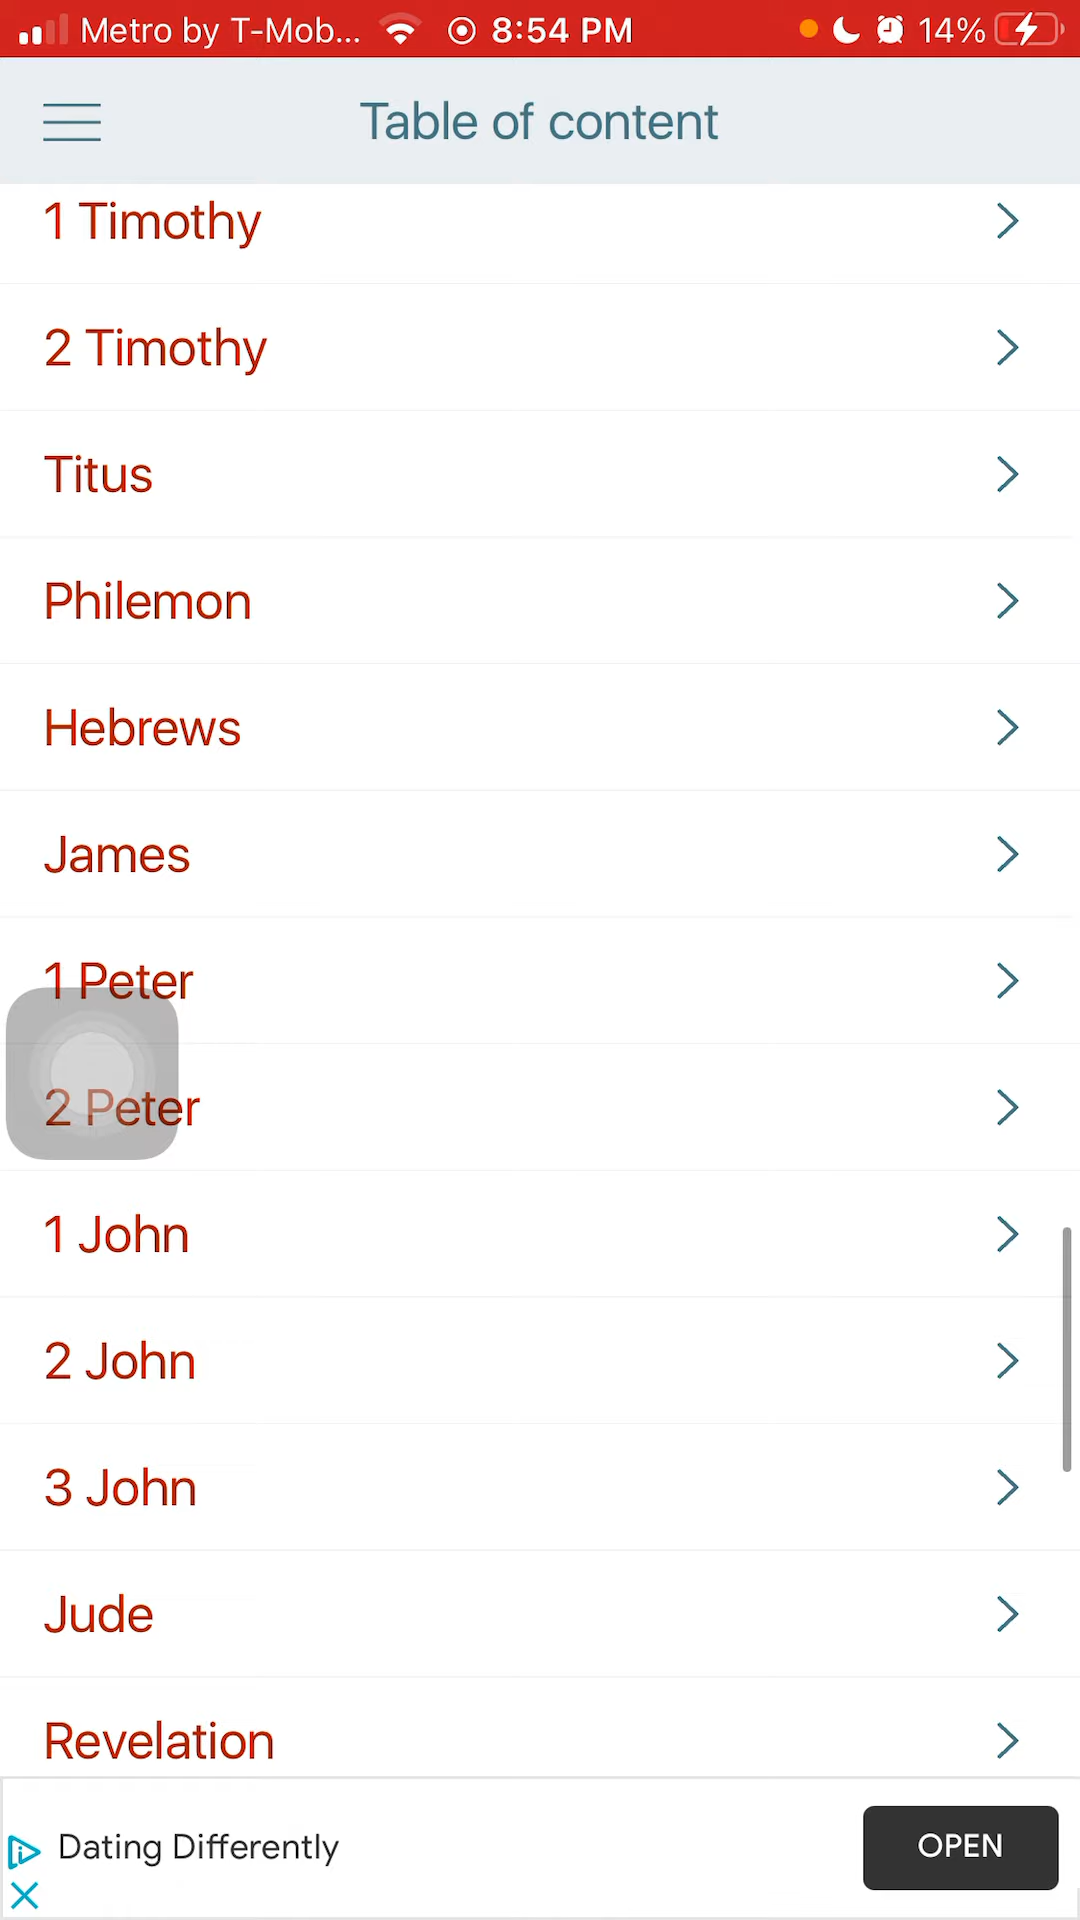 Metro by T-Mob... 8:54 PM 14%
Table of content
1 Timothy
2 Timothy
Titus
Philemon
Hebrews
James
1 Peter
2 Peter
1 John
2 John
3 John
Jude
Revelation
Dating Differently
OPEN